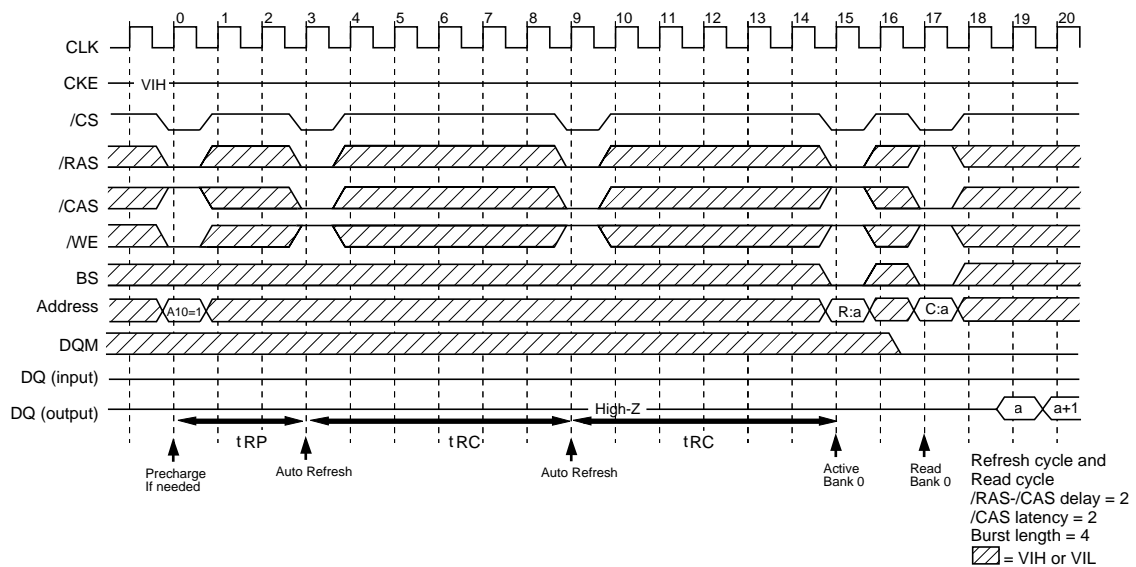 0 1 2 3 4 5 6 7 8 9 10 11 12 13 14 15 16 17 18 19 20
CLK
CKE VIH
/CS
/RAS
/CAS
/WE
BS
Address A10=1 R:a C:a
DQM
DQ (input)
DQ (output) High-Z a a+1
tRP tRC tRC
Precharge
If needed
Auto Refresh
Auto Refresh
Active
Bank 0
Read
Bank 0
Refresh cycle and
Read cycle
/RAS-/CAS delay = 2
/CAS latency = 2
Burst length = 4
= VIH or VIL